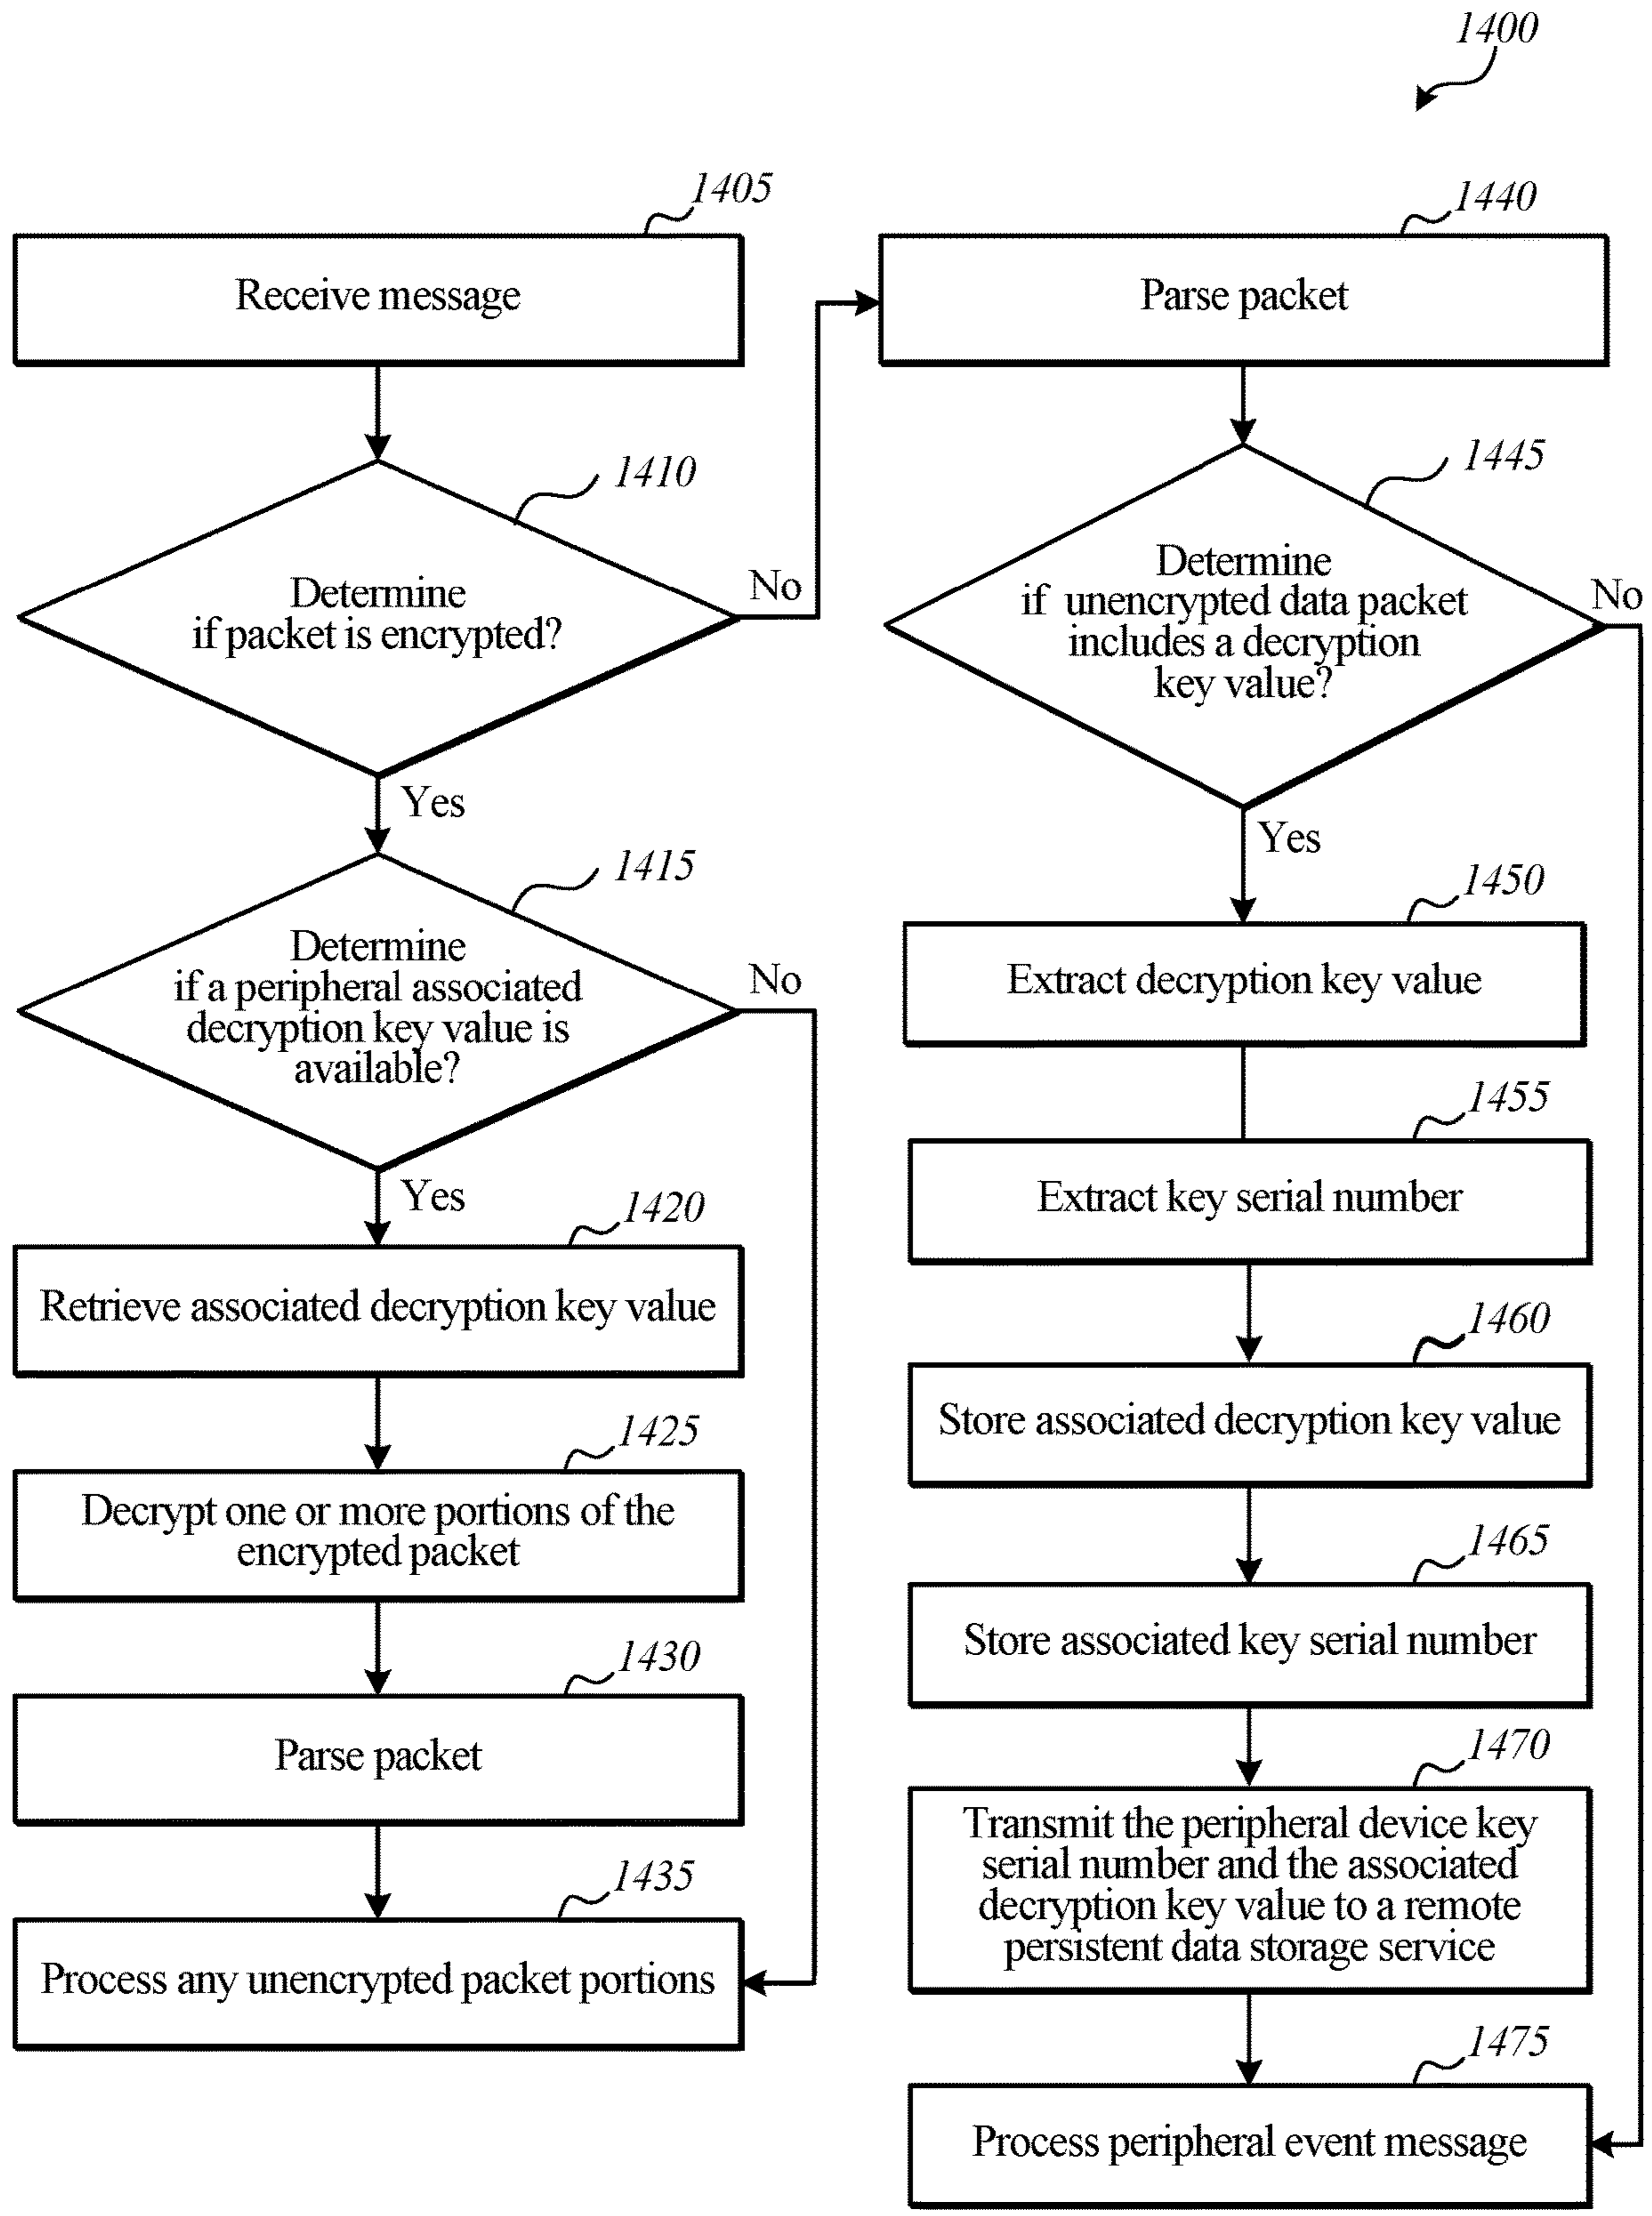 1400
1405
Receive message
1410
Determine
if packet is encrypted?
No
Yes
1415
Determine
if a peripheral associated
decryption key value is
available?
No
Yes
1420
Retrieve associated decryption key value
1425
Decrypt one or more portions of the
encrypted packet
1430
Parse packet
1435
Process any unencrypted packet portions
1440
Parse packet
1445
Determine
if unencrypted data packet
includes a decryption
key value?
No
Yes
1450
Extract decryption key value
1455
Extract key serial number
1460
Store associated decryption key value
1465
Store associated key serial number
1470
Transmit the peripheral device key
serial number and the associated
decryption key value to a remote
persistent data storage service
1475
Process peripheral event message